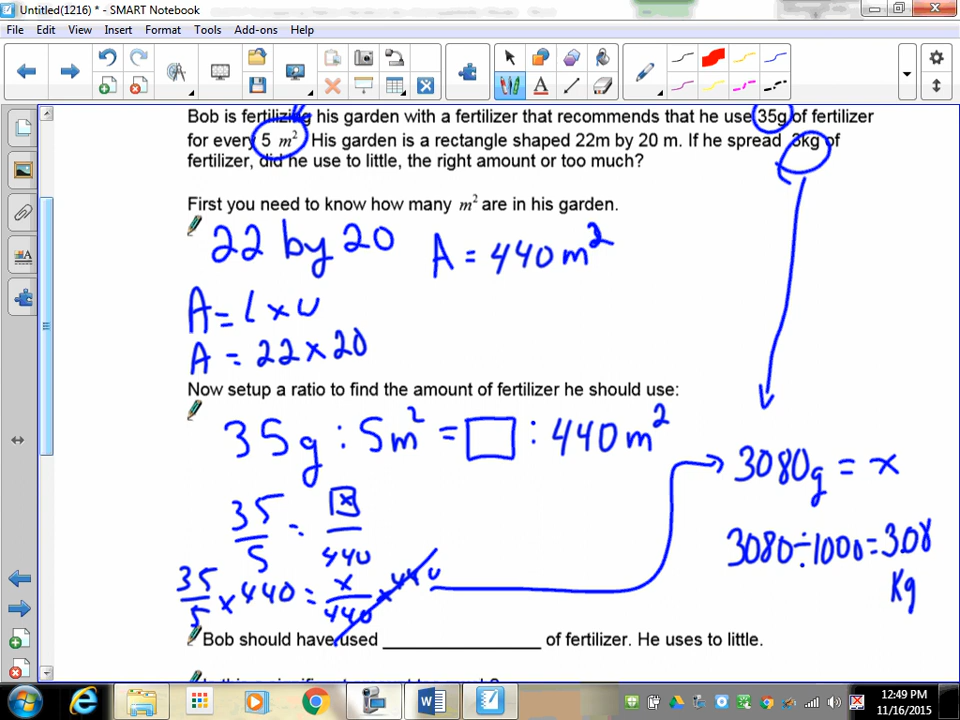 Untitled(1216) * - SMART Notebook
File Edit View Insert Format Tools Add-ons Help
Bob is fertilizing his garden with a fertilizer that recommends that he use 35g of fertilizer
for every 5 m² His garden is a rectangle shaped 22m by 20 m. If he spread 3kg of
fertilizer, did he use to little, the right amount or too much?
First you need to know how many m² are in his garden.
22 by 20 A = 440 m²
A = l x w
A = 22 x 20
Now setup a ratio to find the amount of fertilizer he should use:
35g : 5m² = □ : 440 m²
3080g = x
35/5 = x/440
3080 ÷ 1000 = 3.08
Kg
35/5 x 440 = x/440 x 440
Bob should have used _______________ of fertilizer. He uses to little.
12:49 PM
11/16/2015